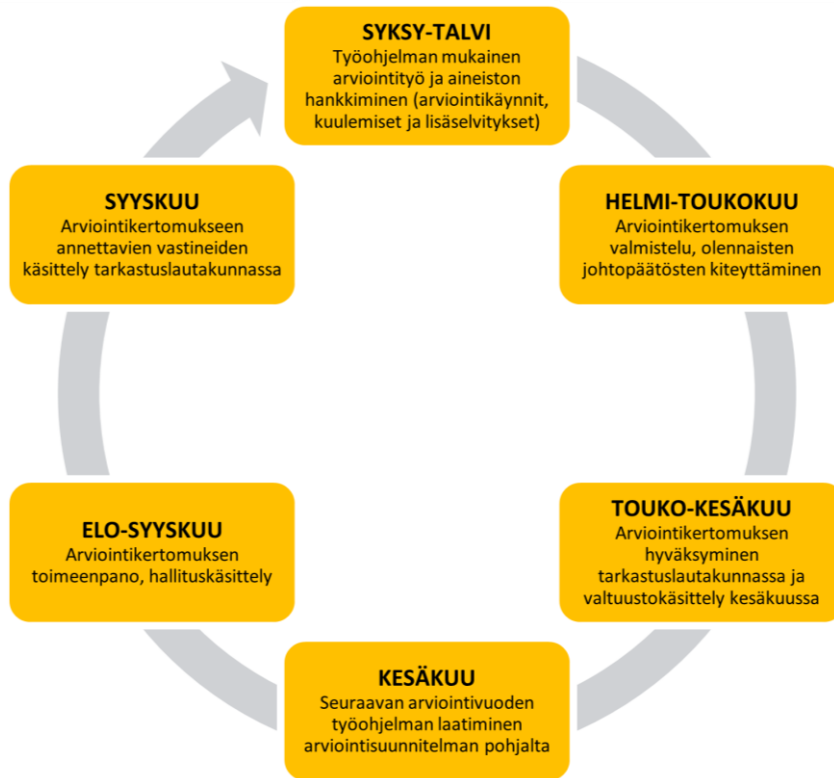 SYKSY-TALVI
Työohjelman mukainen
arviointityö ja aineiston
hankkiminen (arviointikäynnit,
kuulemiset ja lisäselvitykset)
HELMI-TOUKOKUU
Arviointikertomuksen
valmistelu, olennaisten
johtopäätösten kiteyttäminen
TOUKO-KESÄKUU
Arviointikertomuksen
hyväksyminen
tarkastuslautakunnassa ja
valtuustokäsittely kesäkuussa
KESÄKUU
Seuraavan arviointivuoden
työohjelman laatiminen
arviointisuunnitelman pohjalta
ELO-SYYSKUU
Arviointikertomuksen
toimeenpano, hallituskäsittely
SYYSKUU
Arviointikertomukseen
annettavien vastineiden
käsittely tarkastuslautakunnassa